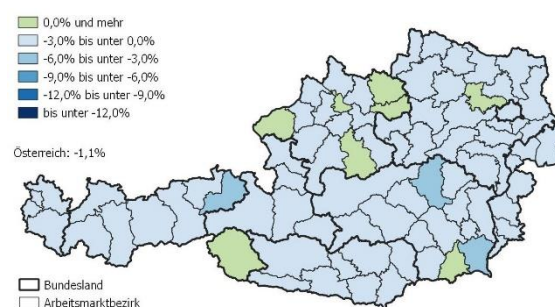 0,0% und mehr
-3,0% bis unter 0,0%
-6,0% bis unter -3,0%
-9,0% bis unter -6,0%
-12,0% bis unter -9,0%
bis unter -12,0%
Österreich: -1,1%
Bundesland
Arbeitsmarktbezirk